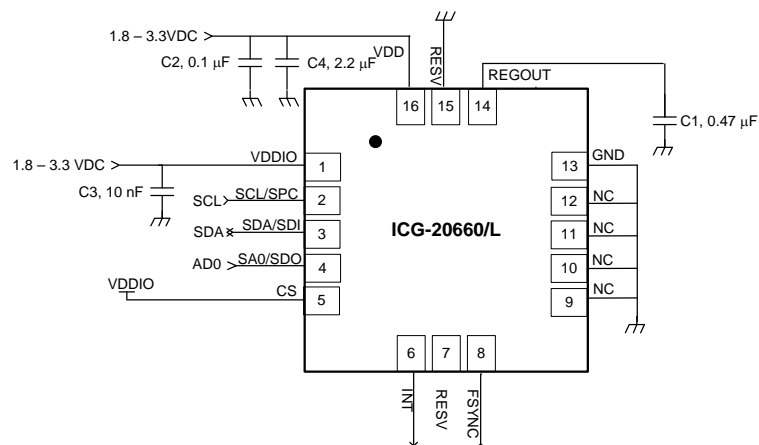 1.8 – 3.3VDC
C2, 0.1 μF
C4, 2.2 μF
VDD
RESV
REGOUT
C1, 0.47 μF
16
15
14
1.8 – 3.3 VDC
VDDIO
C3, 10 nF
1
SCL
SCL/SPC
2
SDA
SDA/SDI
3
AD0
SA0/SDO
4
VDDIO
CS
5
ICG-20660/L
13
GND
12
NC
11
NC
10
NC
9
NC
6
7
8
INT
RESV
FSYNC